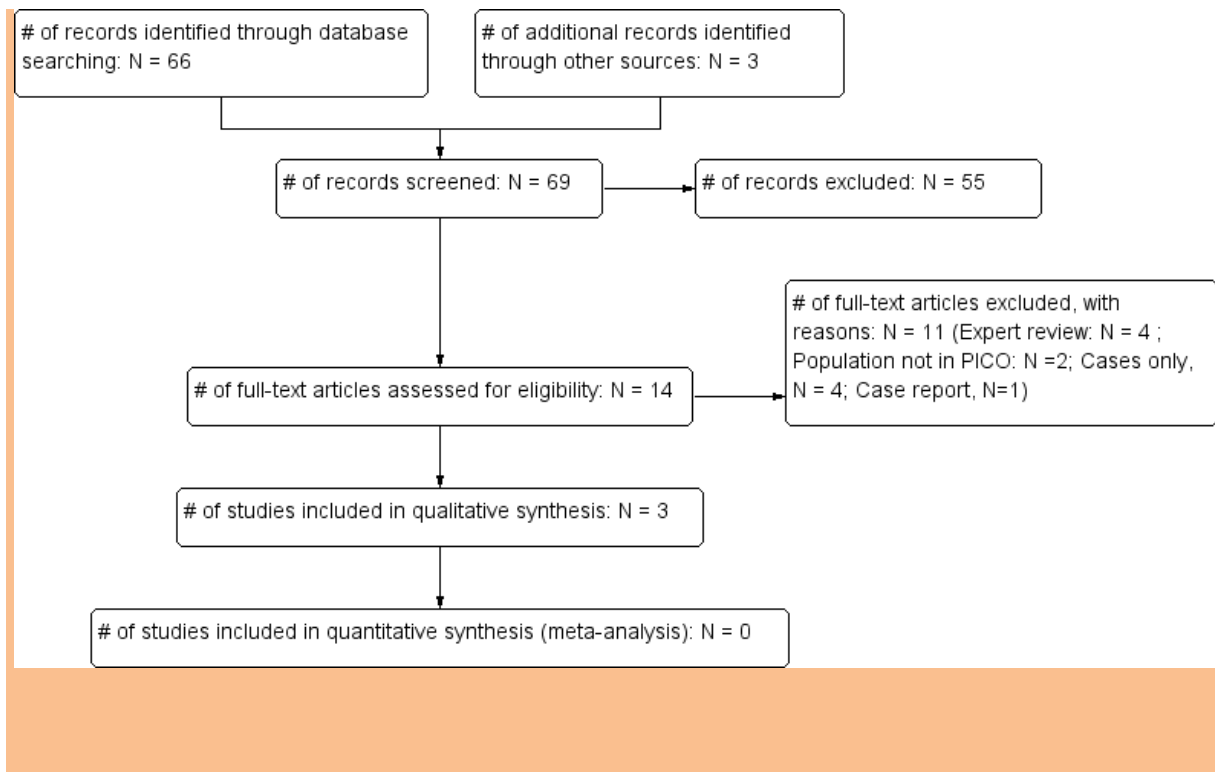 # of records identified through database
searching: N = 66
# of additional records identified
through other sources: N = 3
# of records screened: N = 69
# of records excluded: N = 55
# of full-text articles excluded, with
reasons: N = 11 (Expert review: N = 4 ;
Population not in PICO: N =2; Cases only,
N = 4; Case report, N=1)
# of full-text articles assessed for eligibility: N = 14
# of studies included in qualitative synthesis: N = 3
# of studies included in quantitative synthesis (meta-analysis): N = 0